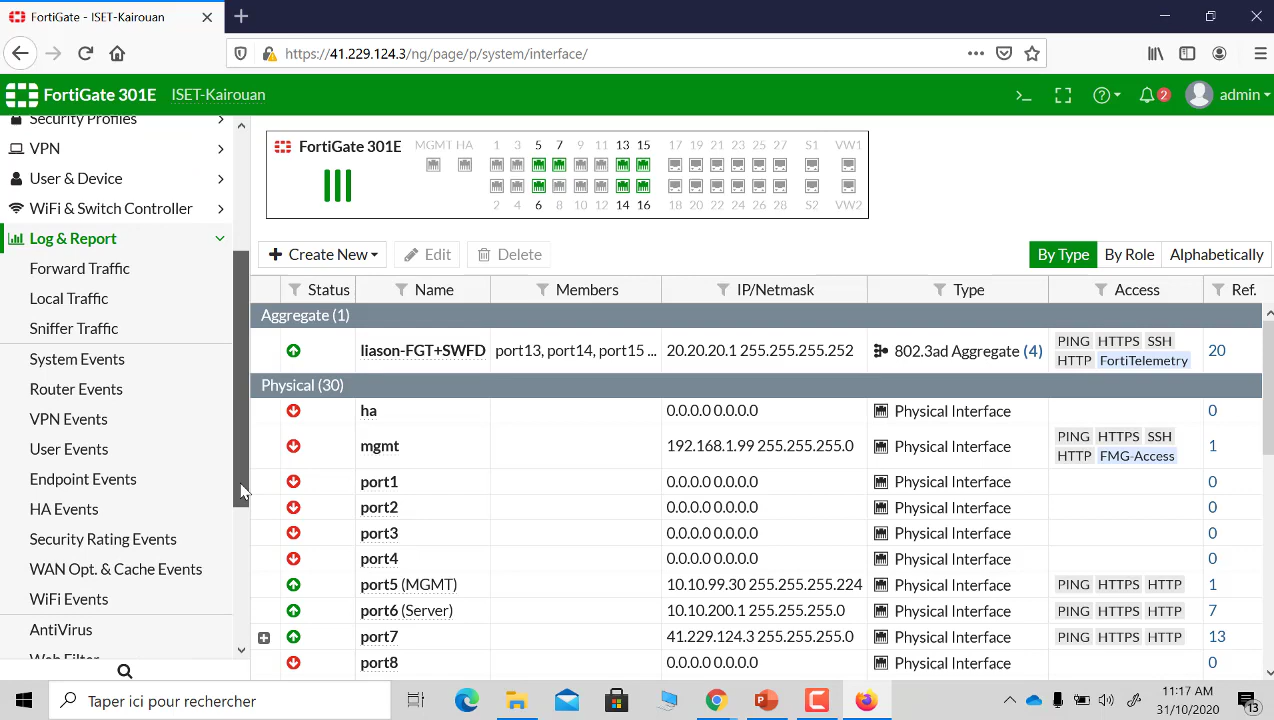 FortiGate - ISET-Kairouan
https://41.229.124.3/ng/page/p/system/interface/
FortiGate 301E ISET-Kairouan
2 admin
Security Profiles
VPN
User & Device
WiFi & Switch Controller
Log & Report
Forward Traffic
Local Traffic
Sniffer Traffic
System Events
Router Events
VPN Events
User Events
Endpoint Events
HA Events
Security Rating Events
WAN Opt. & Cache Events
WiFi Events
AntiVirus
Web Filter
FortiGate 301E
MGMT HA 1 3 5 7 9 11 13 15 17 19 21 23 25 27 S1 VW1
2 4 6 8 10 12 14 16 18 20 22 24 26 28 S2 VW2
Create New Edit Delete By Type By Role Alphabetically
Status Name Members IP/Netmask Type Access Ref.
Aggregate (1)
liason-FGT+SWFD port13, port14, port15 ... 20.20.20.1 255.255.255.252 802.3ad Aggregate (4) PING HTTPS SSH HTTP FortiTelemetry 20
Physical (30)
ha 0.0.0.0 0.0.0.0 Physical Interface 0
mgmt 192.168.1.99 255.255.255.0 Physical Interface PING HTTPS SSH HTTP FMG-Access 1
port1 0.0.0.0 0.0.0.0 Physical Interface 0
port2 0.0.0.0 0.0.0.0 Physical Interface 0
port3 0.0.0.0 0.0.0.0 Physical Interface 0
port4 0.0.0.0 0.0.0.0 Physical Interface 0
port5 (MGMT) 10.10.99.30 255.255.255.224 Physical Interface PING HTTPS HTTP 1
port6 (Server) 10.10.200.1 255.255.255.0 Physical Interface PING HTTPS HTTP 7
port7 41.229.124.3 255.255.255.0 Physical Interface PING HTTPS HTTP 13
port8 0.0.0.0 0.0.0.0 Physical Interface 0
Taper ici pour rechercher
11:17 AM
31/10/2020
13